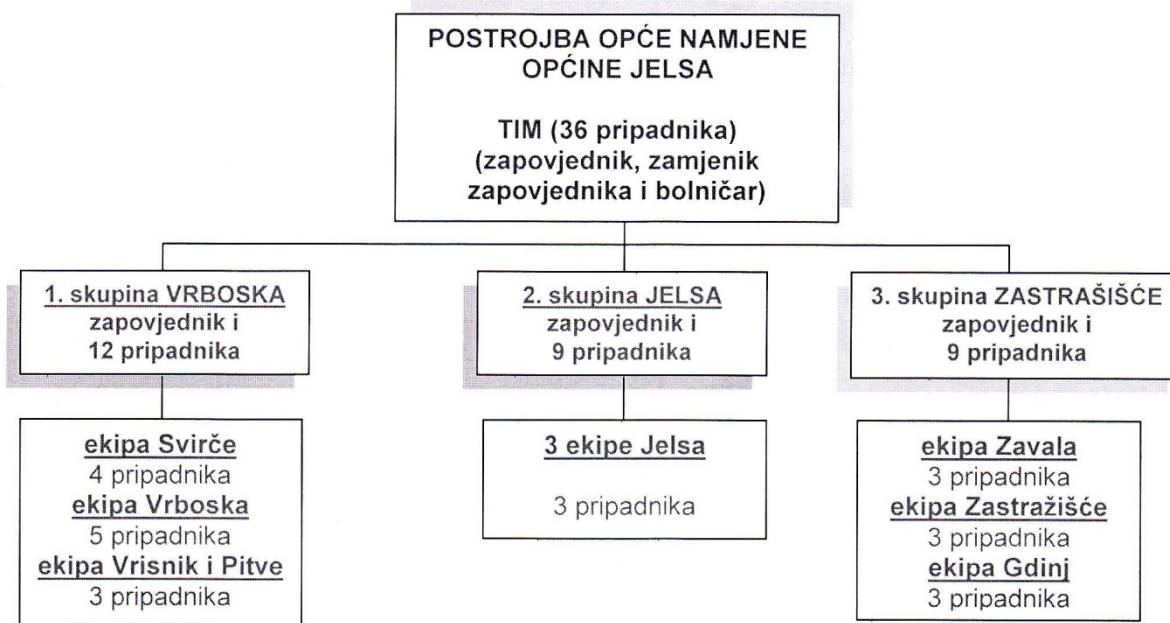 POSTROJBA OPĆE NAMJENE
OPĆINE JELSA
TIM (36 pripadnika)
(zapovjednik, zamjenik
zapovjednika i bolničar)
1. skupina VRBOSKA
zapovjednik i
12 pripadnika
2. skupina JELSA
zapovjednik i
9 pripadnika
3. skupina ZASTRAŠIŠĆE
zapovjednik i
9 pripadnika
ekipa Svirče
4 pripadnika
ekipa Vrboska
5 pripadnika
ekipa Vrisnik i Pitve
3 pripadnika
3 ekipe Jelsa
3 pripadnika
ekipa Zavala
3 pripadnika
ekipa Zastražišće
3 pripadnika
ekipa Gdinj
3 pripadnika